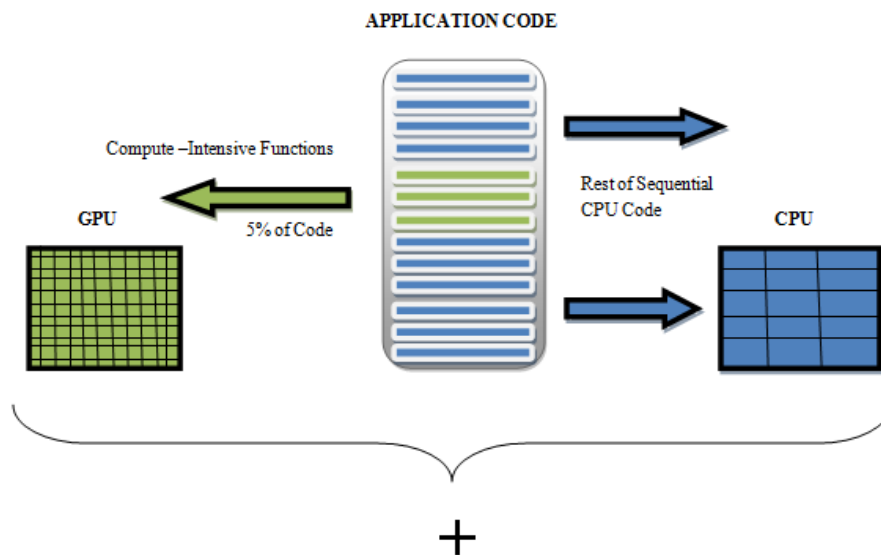 APPLICATION CODE
Compute –Intensive Functions
5% of Code
GPU
Rest of Sequential
CPU Code
CPU
+